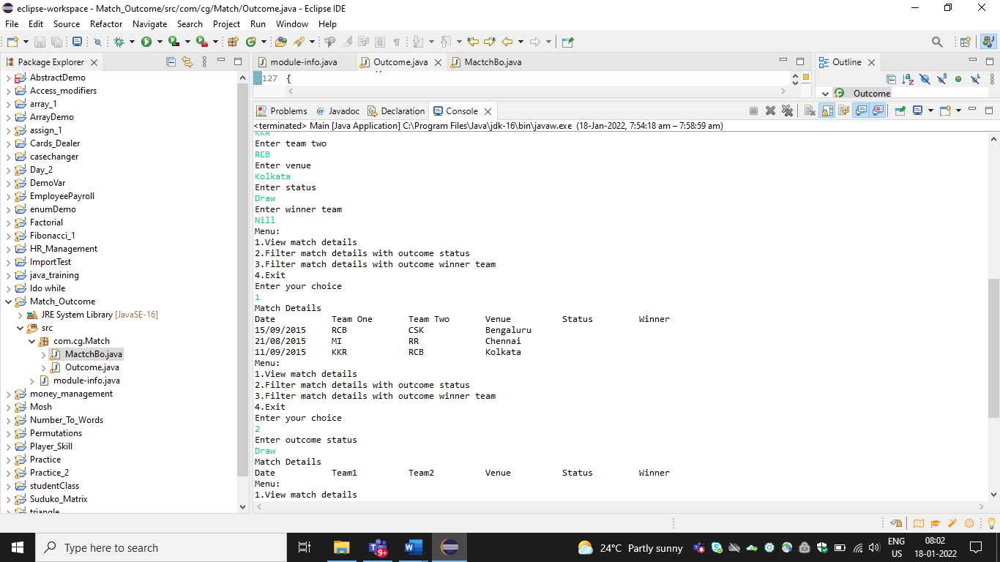 eclipse-workspace - Match_Outcome/src/com/cg/Match/Outcome.java - Eclipse IDE
File Edit Source Refactor Navigate Search Project Run Window Help
Package Explorer
AbstractDemo
Access_modifiers
array_1
ArrayDemo
assign_1
Cards_Dealer
casechanger
Day_2
DemoVar
EmployeePayroll
enumDemo
Factorial
Fibonacci_1
HR_Management
ImportTest
java_training
ldo while
Match_Outcome
JRE System Library [JavaSE-16]
src
com.cg.Match
MactchBo.java
Outcome.java
module-info.java
money_management
Mosh
Number_To_Words
Permutations
Player_Skill
Practice
Practice_2
studentClass
Suduko_Matrix
triangle
module-info.java Outcome.java MactchBo.java
127 {
Outline
Outcome
Problems Javadoc Declaration Console
<terminated> Main [Java Application] C:\Program Files\Java\jdk-16\bin\javaw.exe (18-Jan-2022, 7:54:18 am – 7:58:59 am)
KKR
Enter team two
RCB
Enter venue
Kolkata
Enter status
Draw
Enter winner team
Nill
Menu:
1.View match details
2.Filter match details with outcome status
3.Filter match details with outcome winner team
4.Exit
Enter your choice
1
Match Details
Date Team One Team Two Venue Status Winner
15/09/2015 RCB CSK Bengaluru
21/08/2015 MI RR Chennai
11/09/2015 KKR RCB Kolkata
Menu:
1.View match details
2.Filter match details with outcome status
3.Filter match details with outcome winner team
4.Exit
Enter your choice
2
Enter outcome status
Draw
Match Details
Date Team1 Team2 Venue Status Winner
Menu:
1.View match details
Type here to search
9+
24°C Partly sunny
ENG
US
08:02
18-01-2022